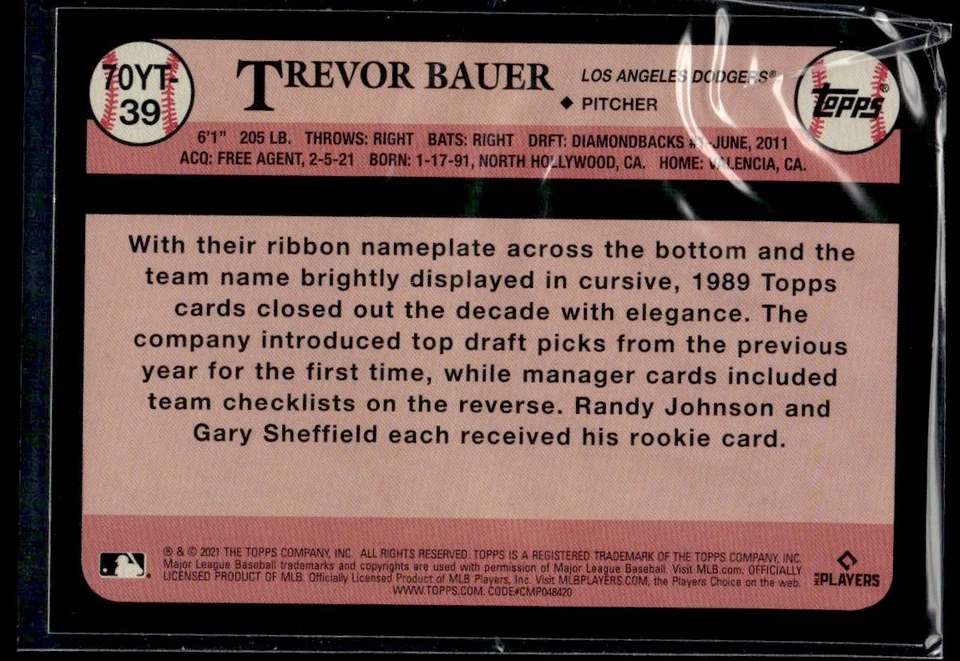 70YT-
39
TREVOR BAUER
LOS ANGELES DODGERS®
◆ PITCHER
Topps®
6'1" 205 LB. THROWS: RIGHT BATS: RIGHT DRFT: DIAMONDBACKS #1-JUNE, 2011
ACQ: FREE AGENT, 2-5-21 BORN: 1-17-91, NORTH HOLLYWOOD, CA. HOME: VALENCIA, CA.
With their ribbon nameplate across the bottom and the
team name brightly displayed in cursive, 1989 Topps
cards closed out the decade with elegance. The
company introduced top draft picks from the previous
year for the first time, while manager cards included
team checklists on the reverse. Randy Johnson and
Gary Sheffield each received his rookie card.
® & © 2021 THE TOPPS COMPANY, INC. ALL RIGHTS RESERVED. TOPPS IS A REGISTERED TRADEMARK OF THE TOPPS COMPANY, INC.
Major League Baseball trademarks and copyrights are used with permission of Major League Baseball. Visit MLB.com. OFFICIALLY
LICENSED PRODUCT OF MLB. Officially Licensed Product of MLB Players, Inc. Visit MLBPLAYERS.COM, the Players Choice on the web.
WWW.TOPPS.COM. CODE#CMP048420
MLB PLAYERS